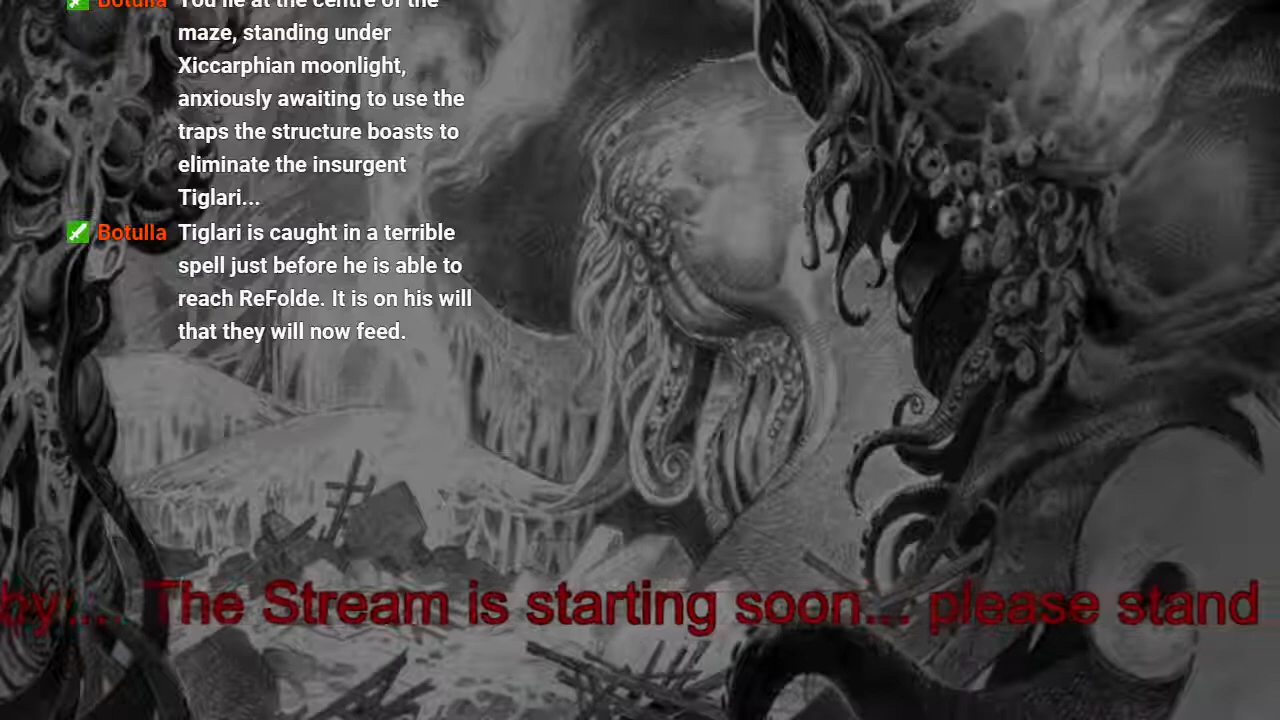 Botulla You lie at the centre of the
maze, standing under
Xiccarphian moonlight,
anxiously awaiting to use the
traps the structure boasts to
eliminate the insurgent
Tiglari...
Botulla Tiglari is caught in a terrible
spell just before he is able to
reach ReFolde. It is on his will
that they will now feed.
by.... The Stream is starting soon... please stand